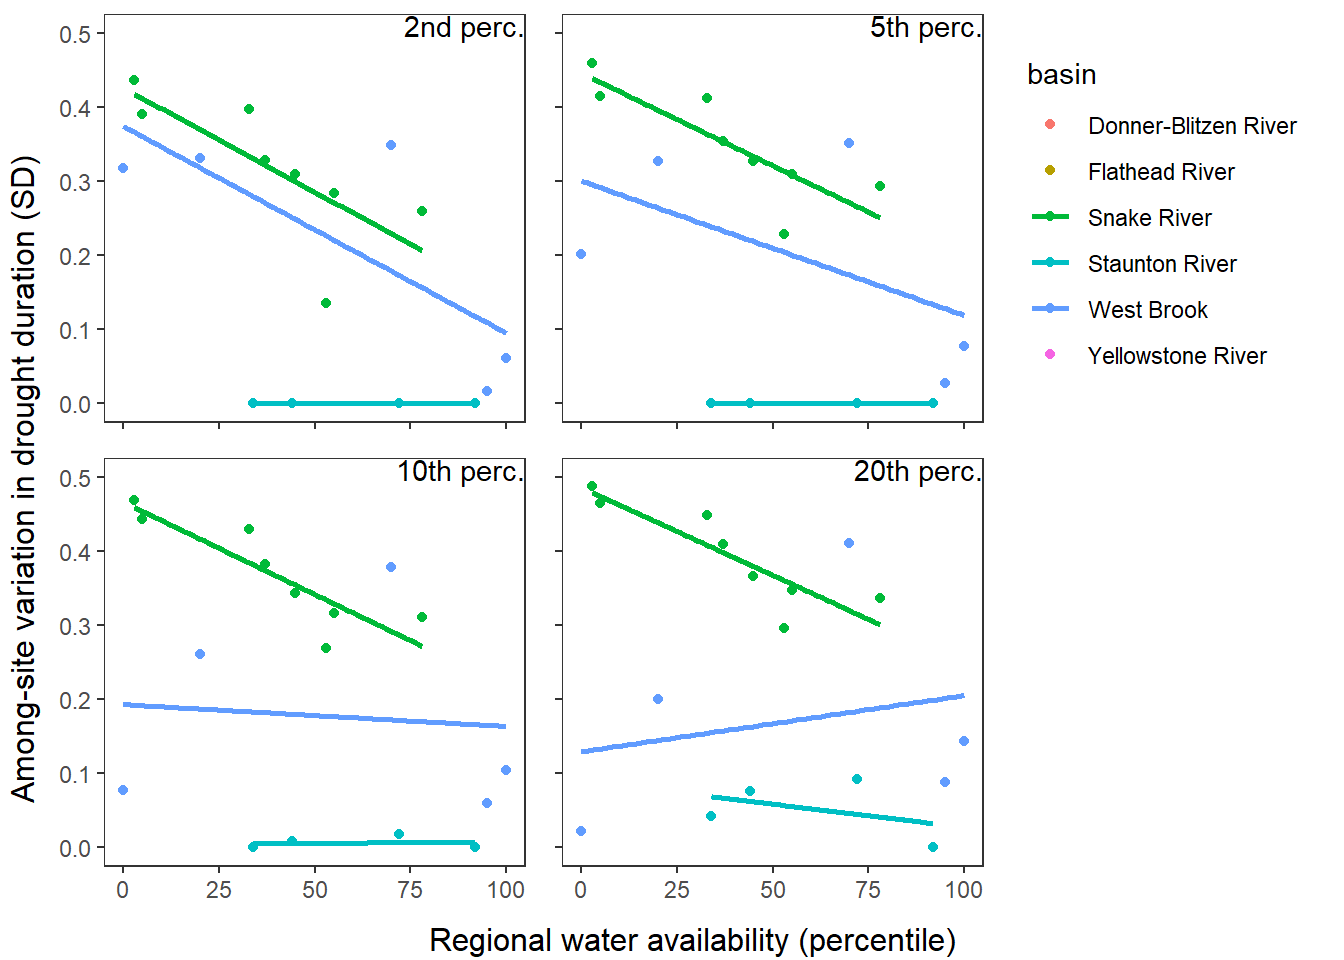 2nd perc.
5th perc.
0.5
0.4
0.3
0.2
0.1
0.0
10th perc.
20th perc.
0.5
0.4
0.3
0.2
0.1
0.0
0 25 50 75 100
0 25 50 75 100
Regional water availability (percentile)
Among-site variation in drought duration (SD)
basin
Donner-Blitzen River
Flathead River
Snake River
Staunton River
West Brook
Yellowstone River